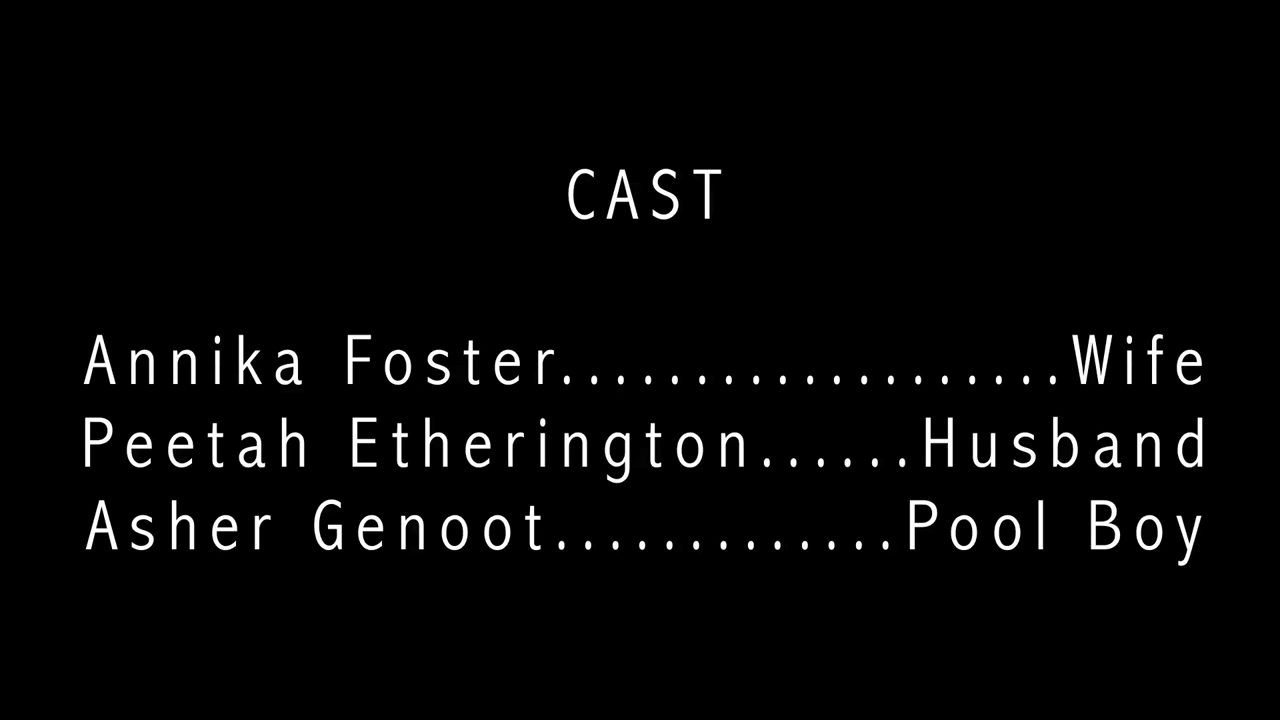 CAST
Annika Foster...................Wife
Peetah Etherington......Husband
Asher Genoot.............Pool Boy